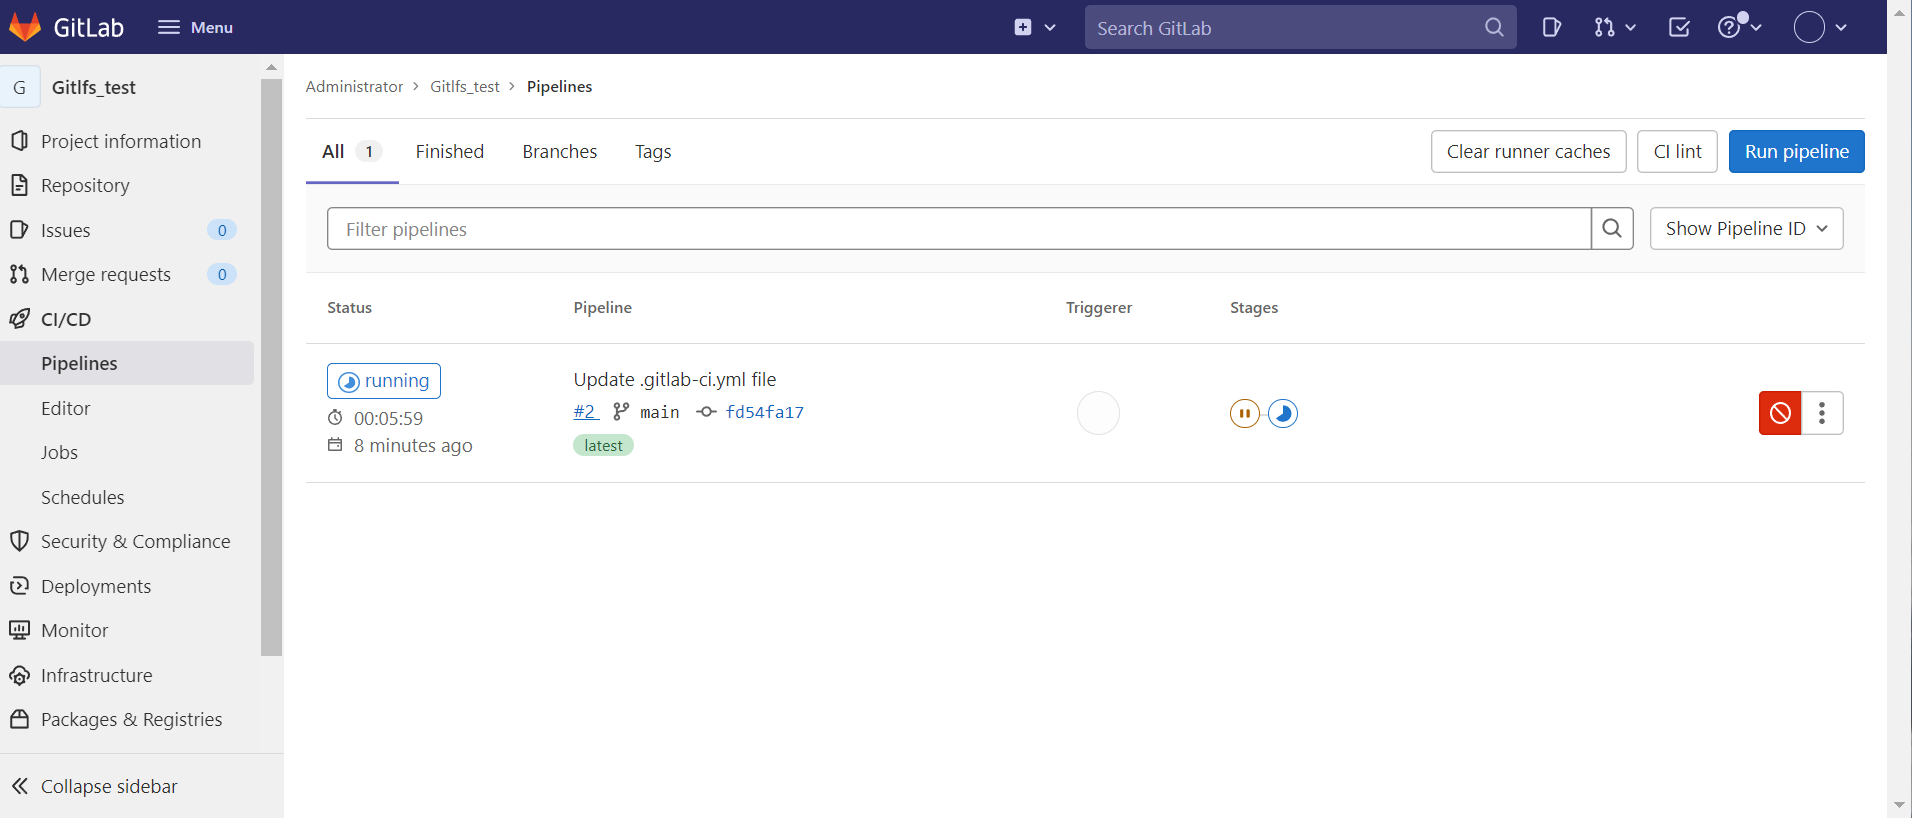 GitLab Menu Search GitLab
G Gitlfs_test
Project information
Repository
Issues 0
Merge requests 0
CI/CD
Pipelines
Editor
Jobs
Schedules
Security & Compliance
Deployments
Monitor
Infrastructure
Packages & Registries
Collapse sidebar
Administrator > Gitlfs_test > Pipelines
All 1 Finished Branches Tags Clear runner caches CI lint Run pipeline
Filter pipelines Show Pipeline ID
Status Pipeline Triggerer Stages
running
00:05:59
8 minutes ago
Update .gitlab-ci.yml file
#2 main fd54fa17
latest